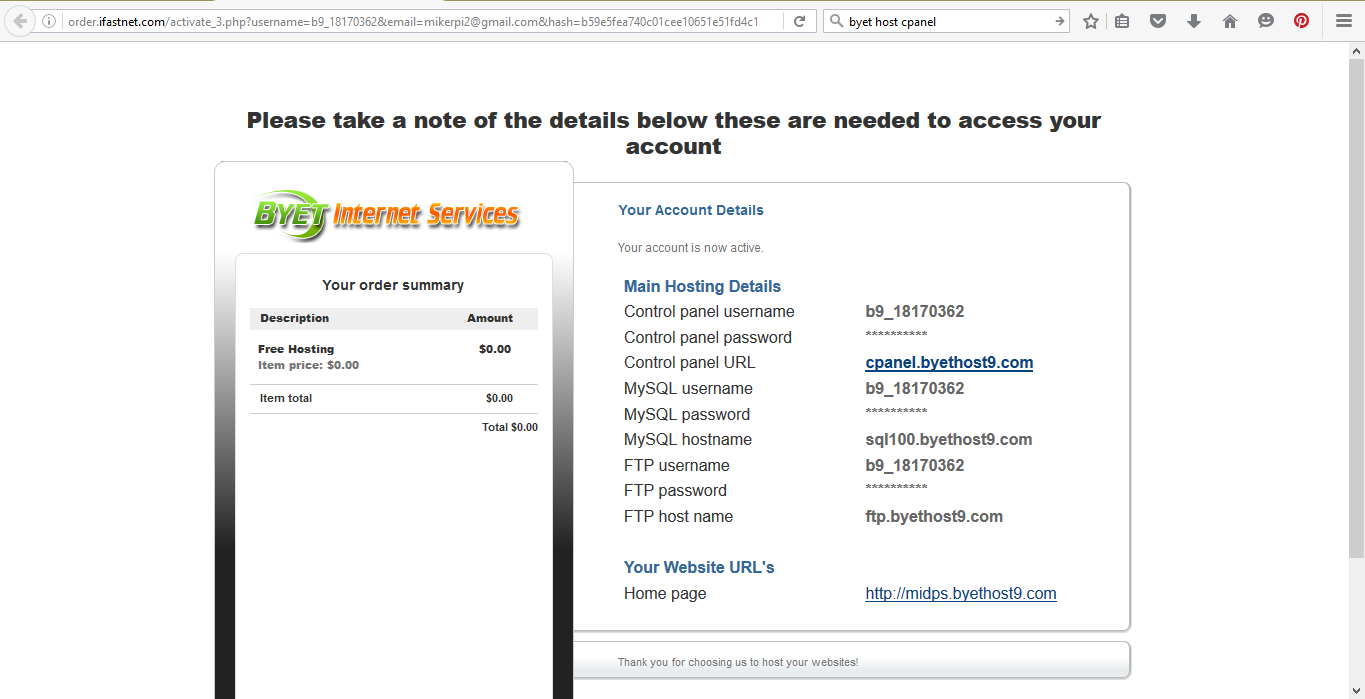 order.ifastnet.com/activate_3.php?username=b9_18170362&email=mikerpi2@gmail.com&hash=b59e5fea740c01cee10651e51fd4c1
byet host cpanel
Please take a note of the details below these are needed to access your
account
BYET Internet Services
Your order summary
Description Amount
Free Hosting $0.00
Item price: $0.00
Item total $0.00
Total $0.00
Your Account Details
Your account is now active.
Main Hosting Details
Control panel username b9_18170362
Control panel password **********
Control panel URL cpanel.byethost9.com
MySQL username b9_18170362
MySQL password **********
MySQL hostname sql100.byethost9.com
FTP username b9_18170362
FTP password **********
FTP host name ftp.byethost9.com
Your Website URL's
Home page http://midps.byethost9.com
Thank you for choosing us to host your websites!